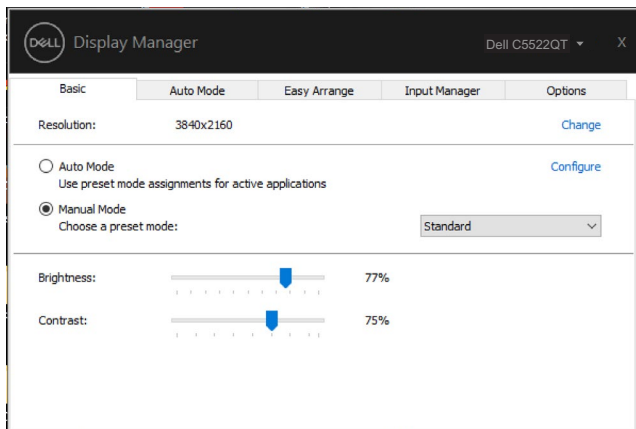 DELL Display Manager Dell C5522QT X
Basic Auto Mode Easy Arrange Input Manager Options
Resolution: 3840x2160 Change
Auto Mode Configure
Use preset mode assignments for active applications
Manual Mode
Choose a preset mode: Standard
Brightness: 77%
Contrast: 75%